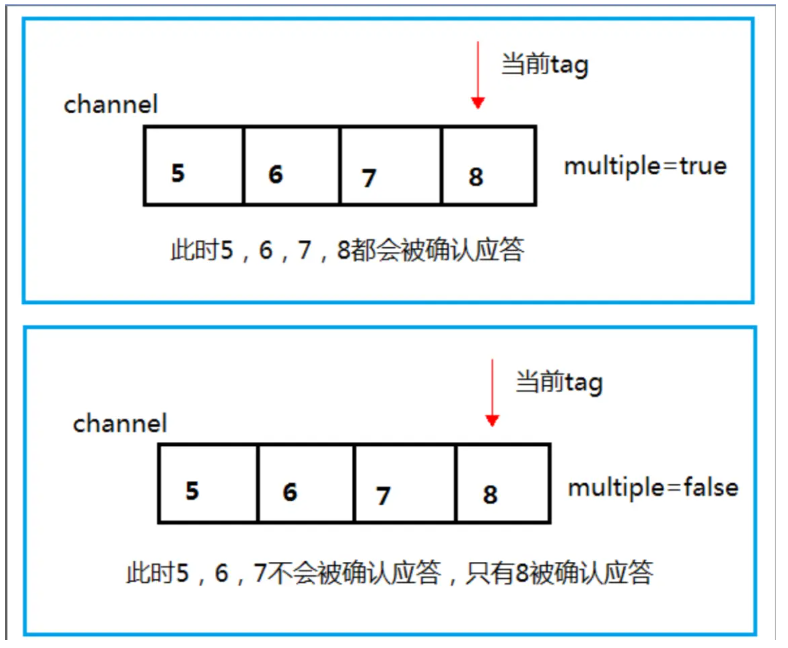 当前tag
channel
5 6 7 8
multiple=true
此时5，6，7，8都会被确认应答
当前tag
channel
5 6 7 8
multiple=false
此时5，6，7不会被确认应答，只有8被确认应答